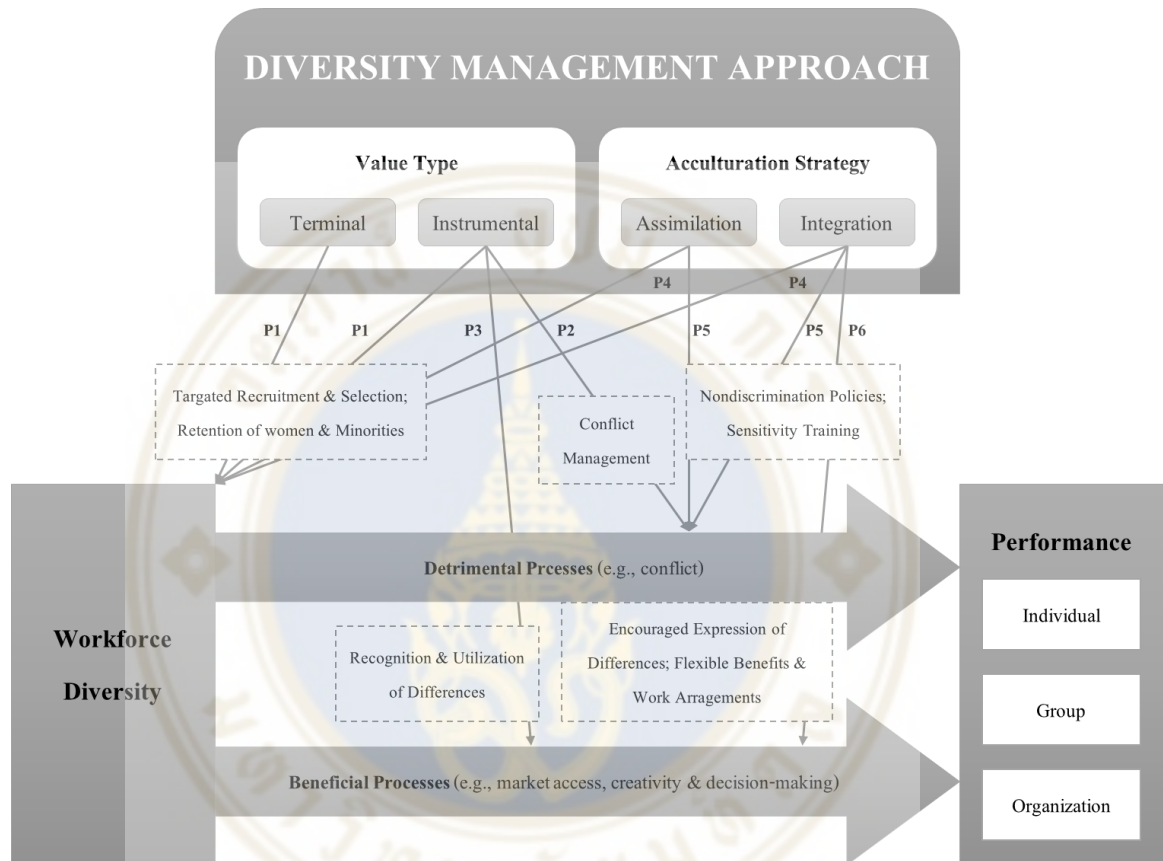 DIVERSITY MANAGEMENT APPROACH
Value Type
Acculturation Strategy
Terminal
Instrumental
Assimilation
Integration
P4
P4
P1
P1
P3
P2
P5
P5
P6
Targated Recruitment & Selection;
Retention of women & Minorities
Conflict
Management
Nondiscrimination Policies;
Sensitivity Training
Workforce
Diversity
Detrimental Prcesses (e.g., conflict)
Recognition & Utilization
of Differences
Encouraged Expression of
Differences; Flexible Benefits &
Work Arragements
Beneficial Processes (e.g., market access, creativity & decision-making)
Performance
Individual
Group
Organization